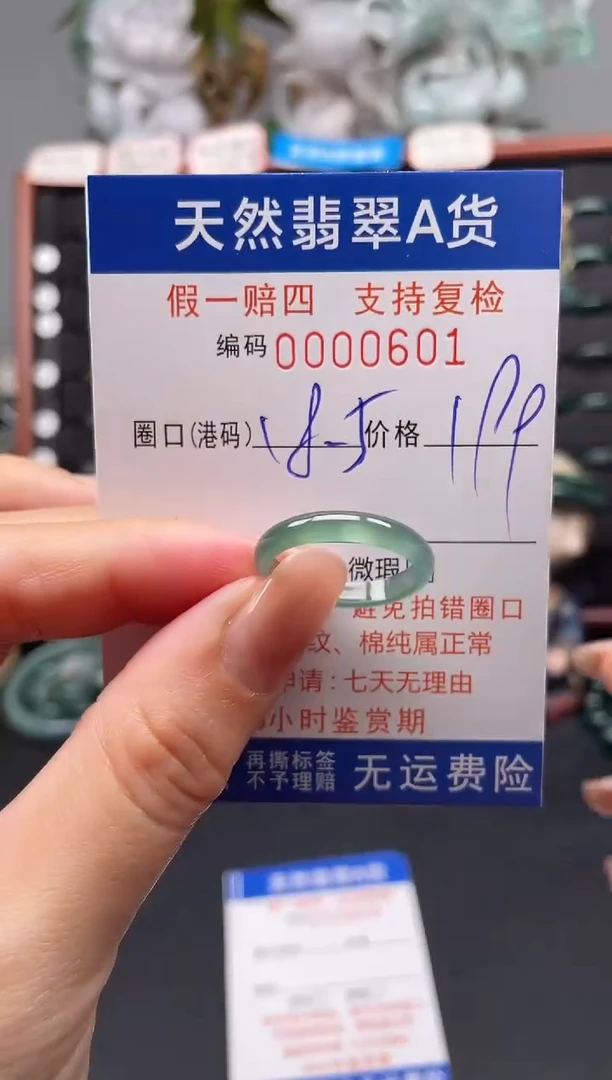 天然翡翠A货
假一赔四 支持复检
编码 0000601
圈口(港码) 18-5 价格 199
微瑕
避免拍错圈口
纹、棉纯属正常
申请:七天无理由
小时鉴赏期
再撕标签
不予理赔
无运费险